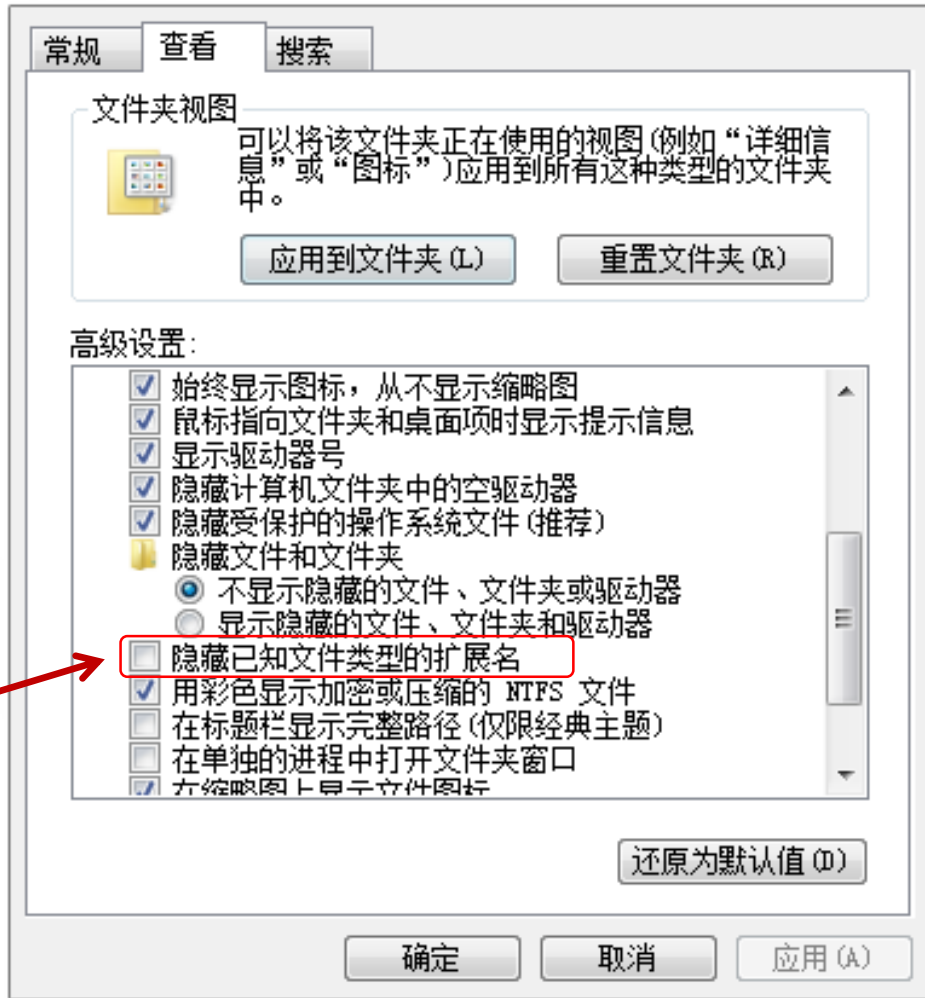 常规
查看
搜索
文件夹视图
可以将该文件夹正在使用的视图(例如“详细信
息”或“图标”)应用到所有这种类型的文件夹
中。
应用到文件夹(L)
重置文件夹(R)
高级设置:
始终显示图标，从不显示缩略图
鼠标指向文件夹和桌面项时显示提示信息
显示驱动器号
隐藏计算机文件夹中的空驱动器
隐藏受保护的操作系统文件(推荐)
隐藏文件和文件夹
不显示隐藏的文件、文件夹或驱动器
显示隐藏的文件、文件夹和驱动器
隐藏已知文件类型的扩展名
用彩色显示加密或压缩的 NTFS 文件
在标题栏显示完整路径(仅限经典主题)
在单独的进程中打开文件夹窗口
在缩略图上显示文件图标
还原为默认值(D)
确定
取消
应用(A)